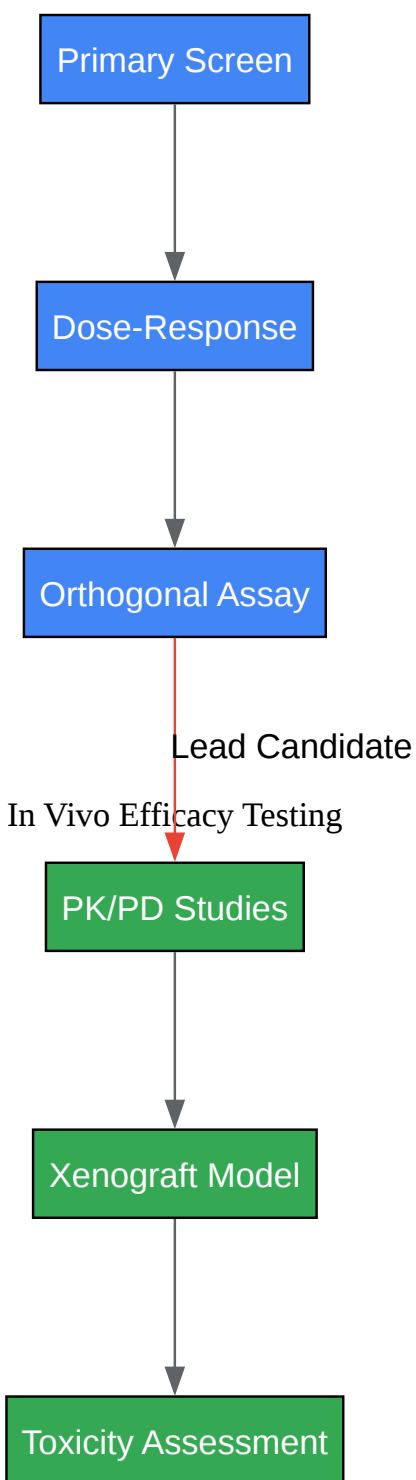 Primary Screen
Dose-Response
Orthogonal Assay
Lead Candidate
In Vivo Efficacy Testing
PK/PD Studies
Xenograft Model
Toxicity Assessment